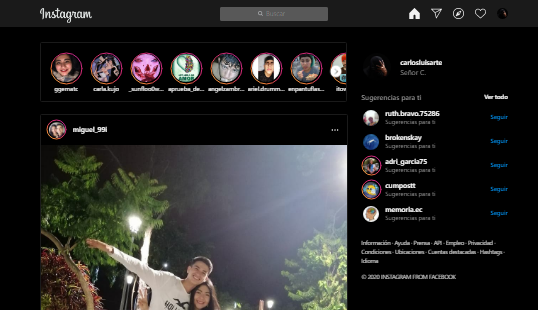 Instagram
Buscar
ggematc
carla.kujo
_sunflood...
aprueba_de...
angelzambr...
ariel.drumm...
empantuflas...
itov
carlosluisarte
Señor C.
Sugerencias para ti
Ver todo
miguel_99i
ruth.bravo.75286
Sugerencias para ti
Seguir
brokenskay
Sugerencias para ti
Seguir
adri_garcia75
Sugerencias para ti
Seguir
cumpostt
Sugerencias para ti
Seguir
memoria.ec
Sugerencias para ti
Seguir
Información · Ayuda · Prensa · API · Empleo · Privacidad ·
Condiciones · Ubicaciones · Cuentas destacadas · Hashtags ·
Idioma
© 2020 INSTAGRAM FROM FACEBOOK